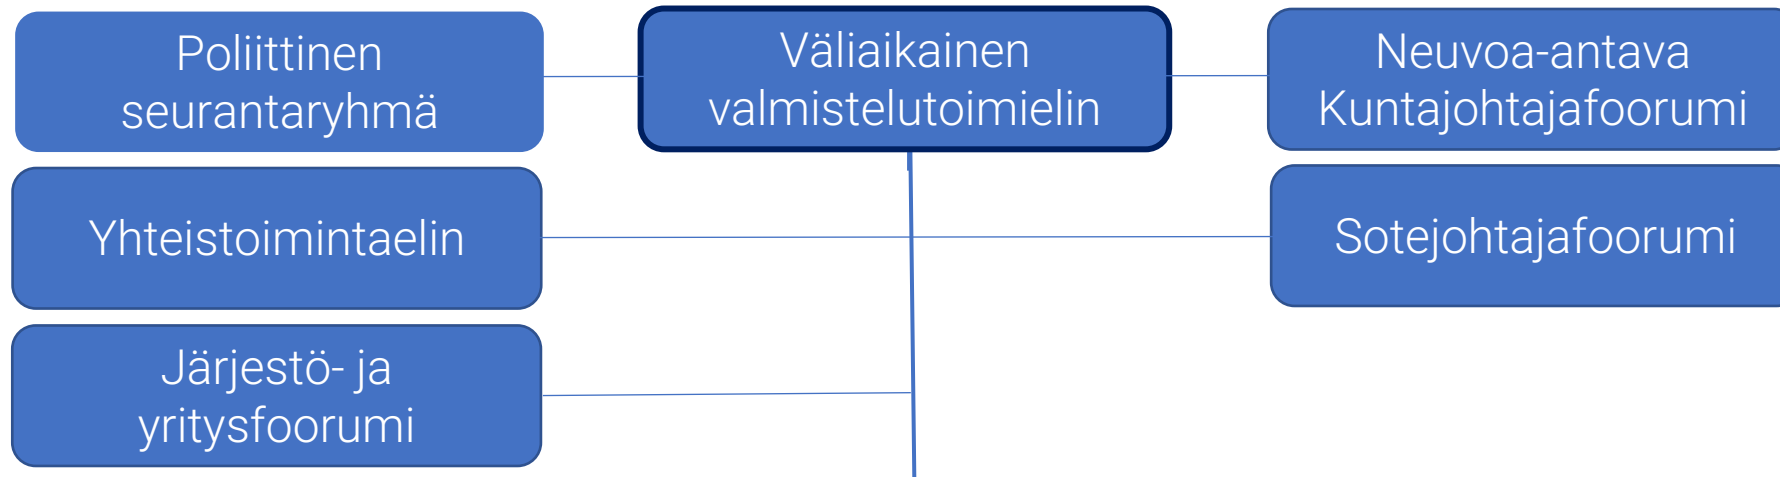 Poliittinen
seurantaryhmä
Väliaikainen
valmistelutoimielin
Neuvoa-antava
Kuntajohtajafoorumi
Yhteistoimintaelin
Sotejohtajafoorumi
Järjestö- ja
yritysfoorumi